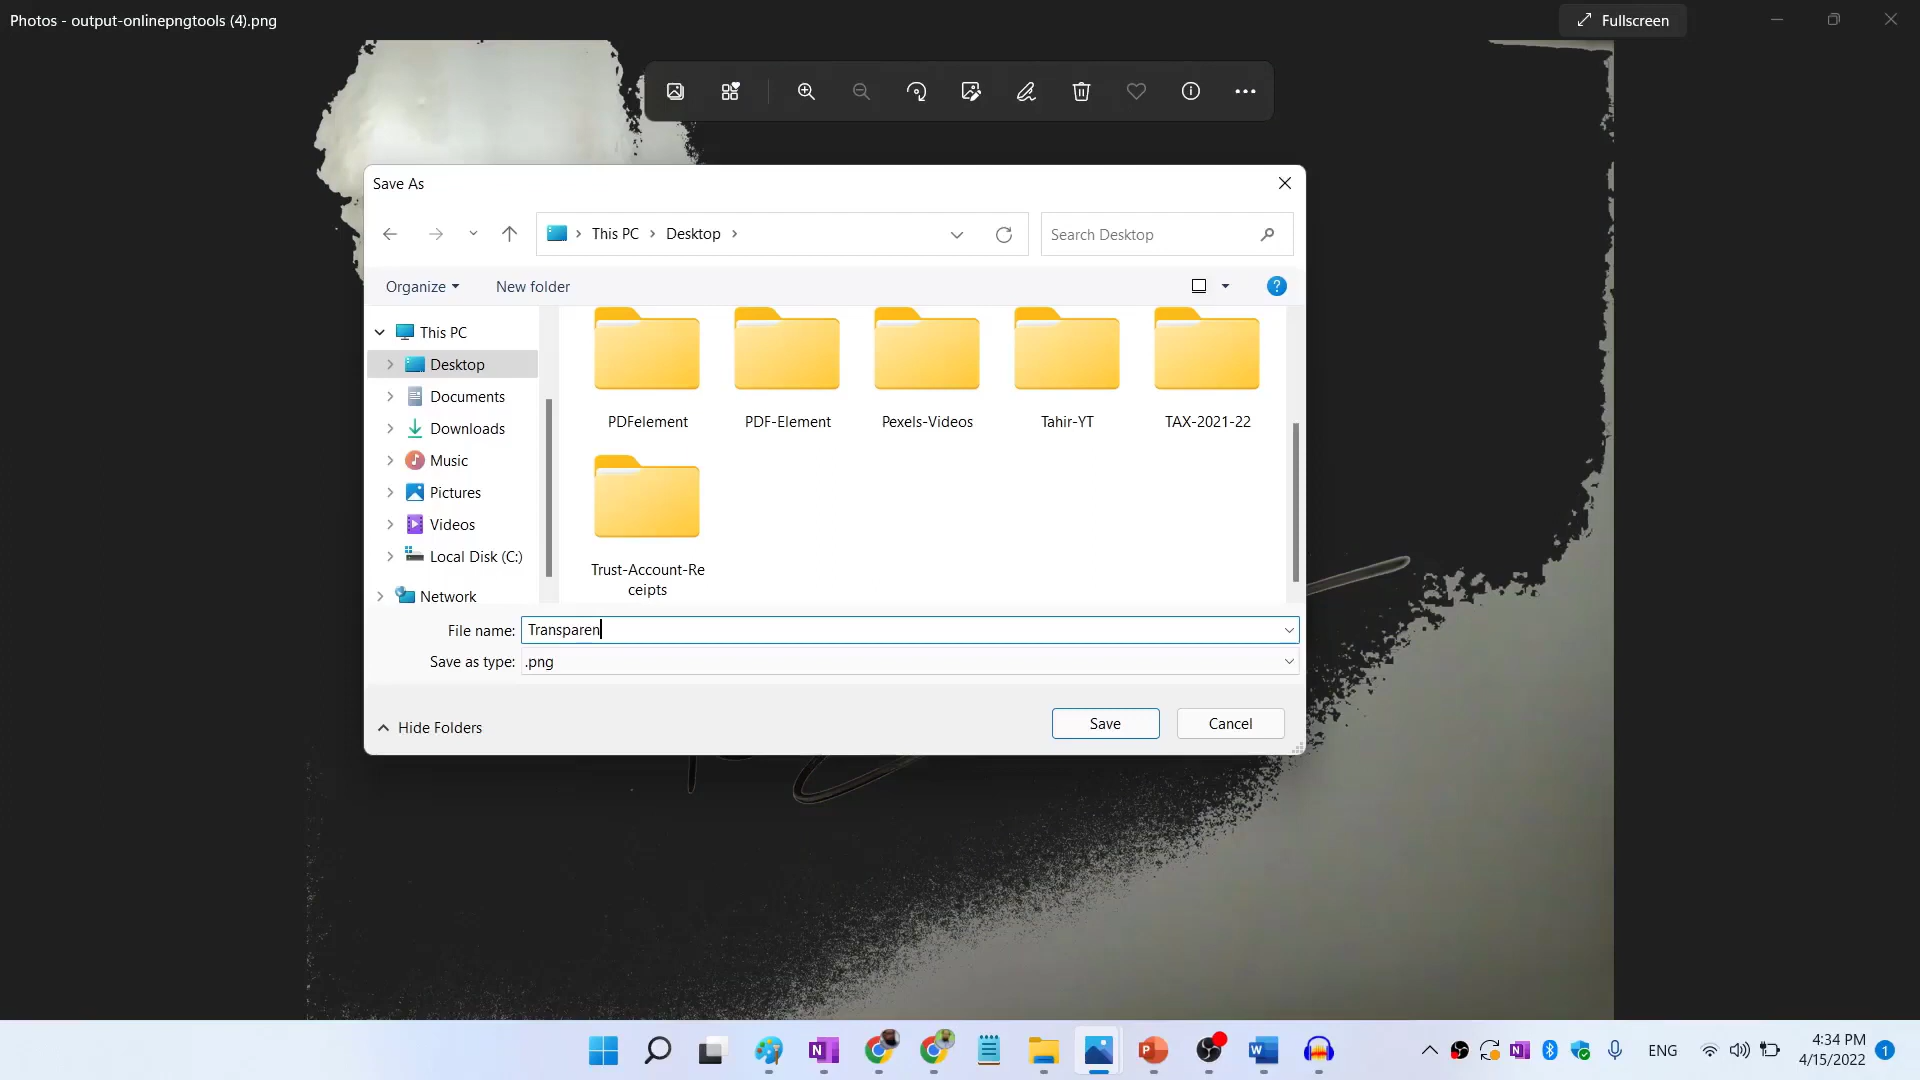 Photos - output-onlinepngtools (4).png
Fullscreen
Save As
This PC
Desktop
Search Desktop
Organize
New folder
?
This PC
Desktop
Documents
Downloads
Music
Pictures
Videos
Local Disk (C:)
Network
PDFelement
PDF-Element
Pexels-Videos
Tahir-YT
TAX-2021-22
Trust-Account-Re
ceipts
File name: Transparen
Save as type: .png
Hide Folders
Save
Cancel
N
P
W
N
ENG
4:34 PM
4/15/2022
1